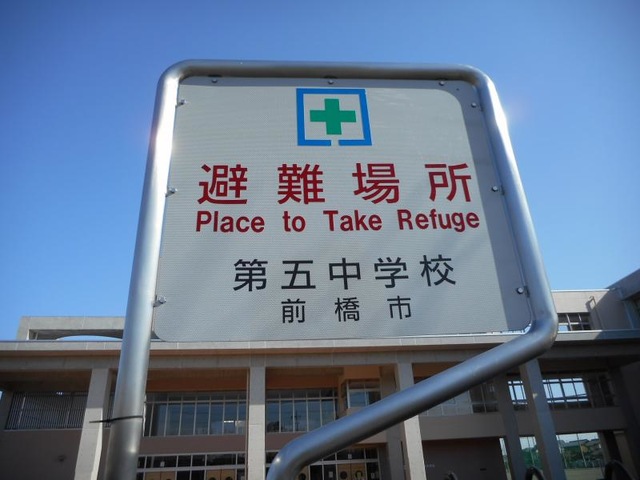 避難場所
Place to Take Refuge
第五中学校
前橋市